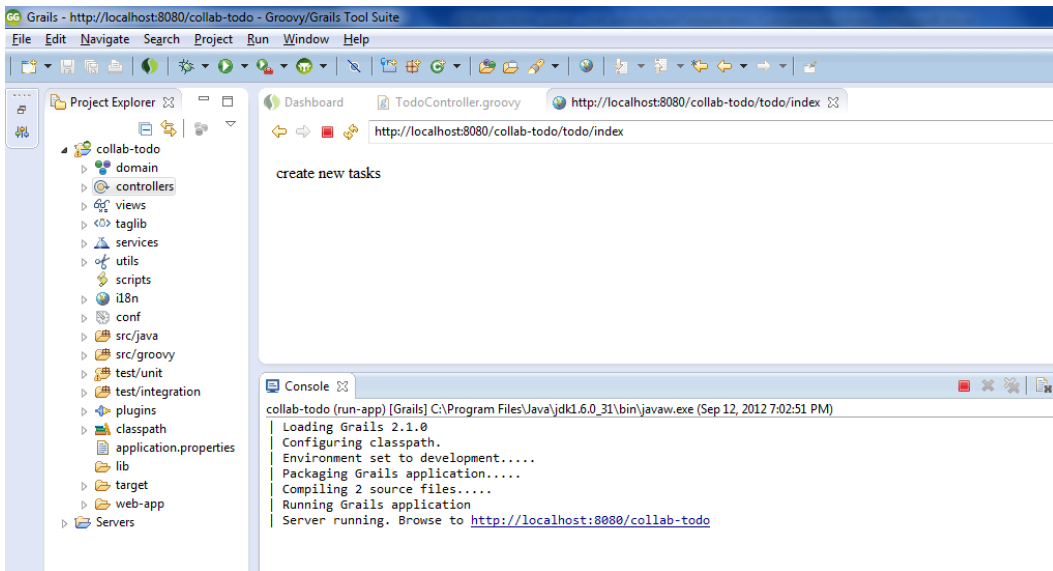 Grails - http://localhost:8080/collab-todo - Groovy/Grails Tool Suite
File Edit Navigate Search Project Run Window Help
Project Explorer
Dashboard TodoController.groovy http://localhost:8080/collab-todo/todo/index
http://localhost:8080/collab-todo/todo/index
collab-todo
domain
controllers
views
taglib
services
utils
scripts
i18n
conf
src/java
src/groovy
test/unit
test/integration
plugins
classpath
application.properties
lib
target
web-app
Servers
create new tasks
Console
collab-todo (run-app) [Grails] C:\Program Files\Java\jdk1.6.0_31\bin\javaw.exe (Sep 12, 2012 7:02:51 PM)
| Loading Grails 2.1.0
| Configuring classpath.
| Environment set to development.....
| Packaging Grails application.....
| Compiling 2 source files.....
| Running Grails application
| Server running. Browse to http://localhost:8080/collab-todo